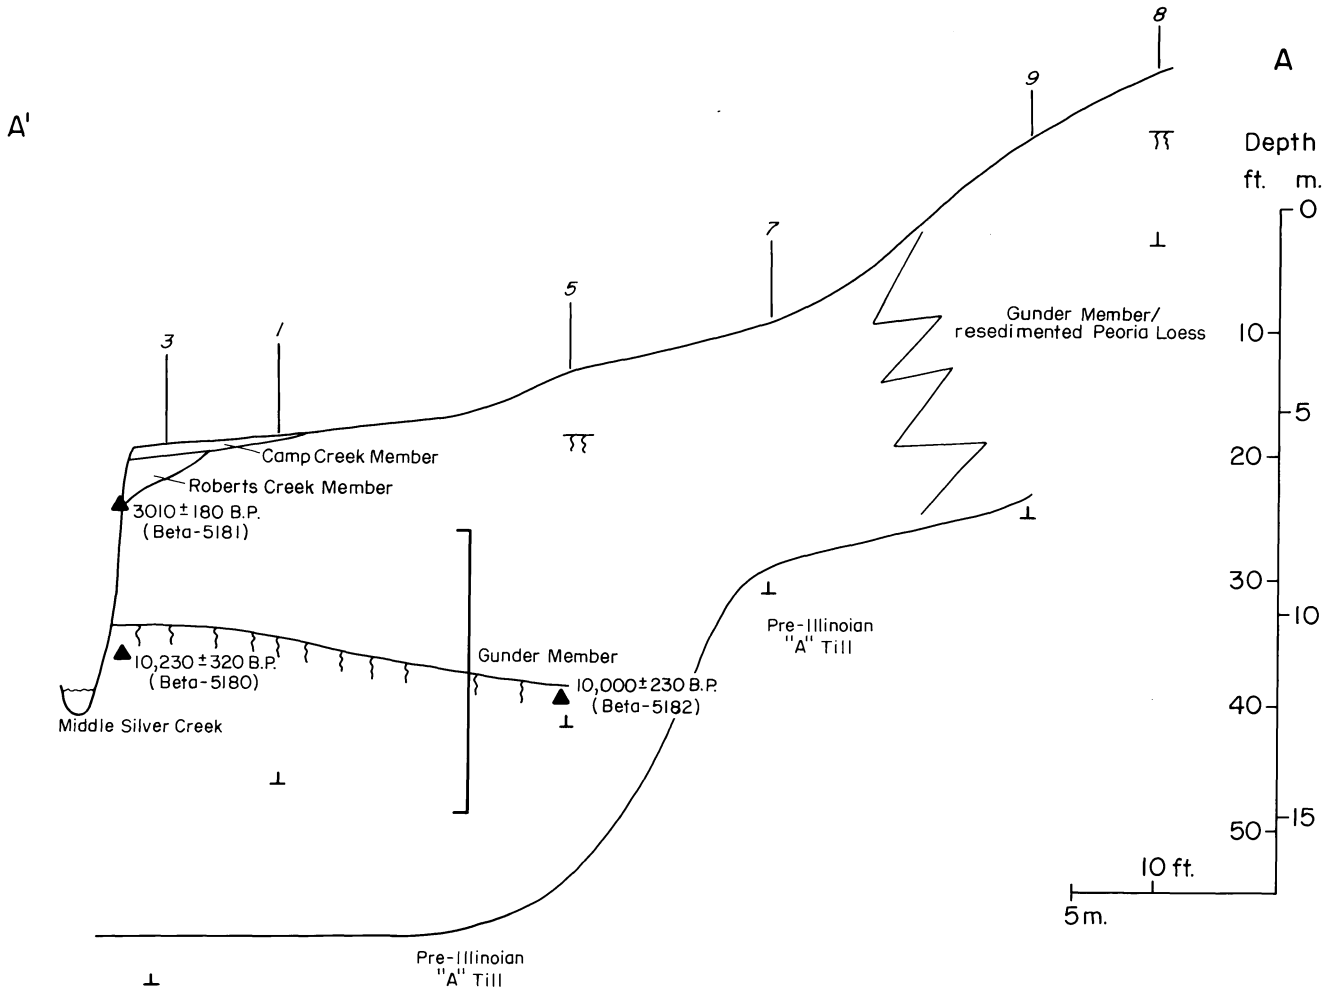 8
A
9
A'
Depth
ft. m.
0
7
5
Gunder Member/
resedimented Peoria Loess
10
3
1
5
Camp Creek Member
20
Roberts Creek Member
3010 ± 180 B.P.
(Beta-5181)
30
10
Pre-Illinoian
"A" Till
Gunder Member
10,230 ± 320 B.P.
(Beta-5180)
10,000 ± 230 B.P.
(Beta-5182)
40
Middle Silver Creek
15
50
10 ft.
5 m.
Pre-Illinoian
"A" Till